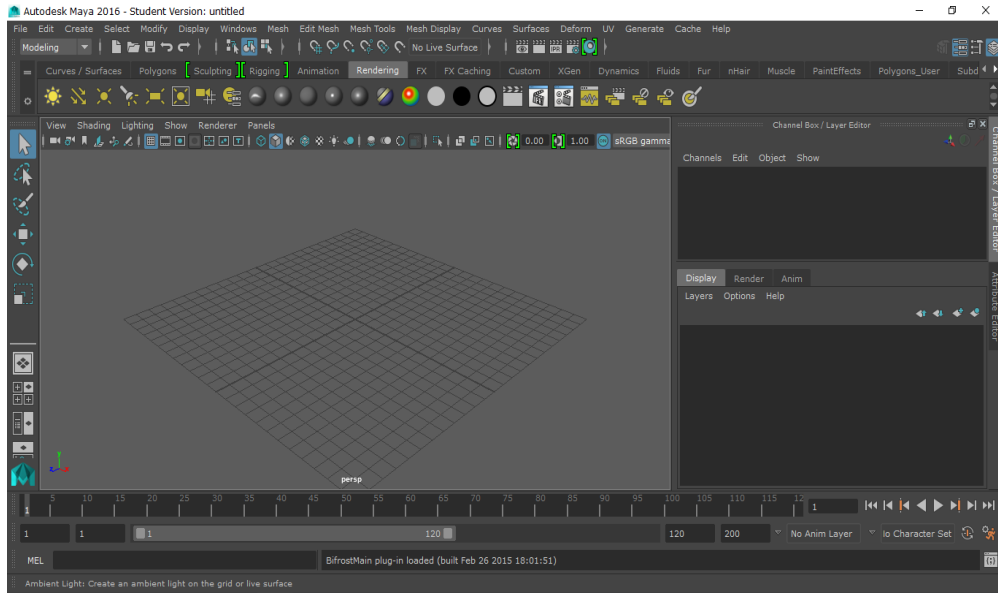 Autodesk Maya 2016 - Student Version: untitled
File Edit Create Select Modify Display Windows Mesh Edit Mesh Mesh Tools Mesh Display Curves Surfaces Deform UV Generate Cache Help
Modeling No Live Surface
Curves / Surfaces Polygons Sculpting Rigging Animation Rendering FX FX Caching Custom XGen Dynamics Fluids Fur nHair Muscle PaintEffects Polygons_User Subd
View Shading Lighting Show Renderer Panels
0.00 1.00 sRGB gamma
Channel Box / Layer Editor
Channels Edit Object Show
Channel Box / Layer Editor
Attribute Editor
Display Render Anim
Layers Options Help
y
z
persp
5 10 15 20 25 30 35 40 45 50 55 60 65 70 75 80 85 90 95 100 105 110 115 12
1 1
1 1 1 120 120 200 No Anim Layer lo Character Set
MEL BifrostMain plug-in loaded (built Feb 26 2015 18:01:51)
Ambient Light: Create an ambient light on the grid or live surface